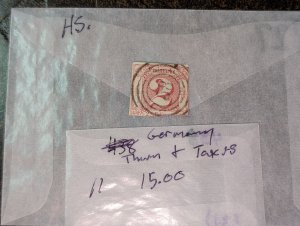 HS.
Germany
Thurn & Taxis
11 15.00